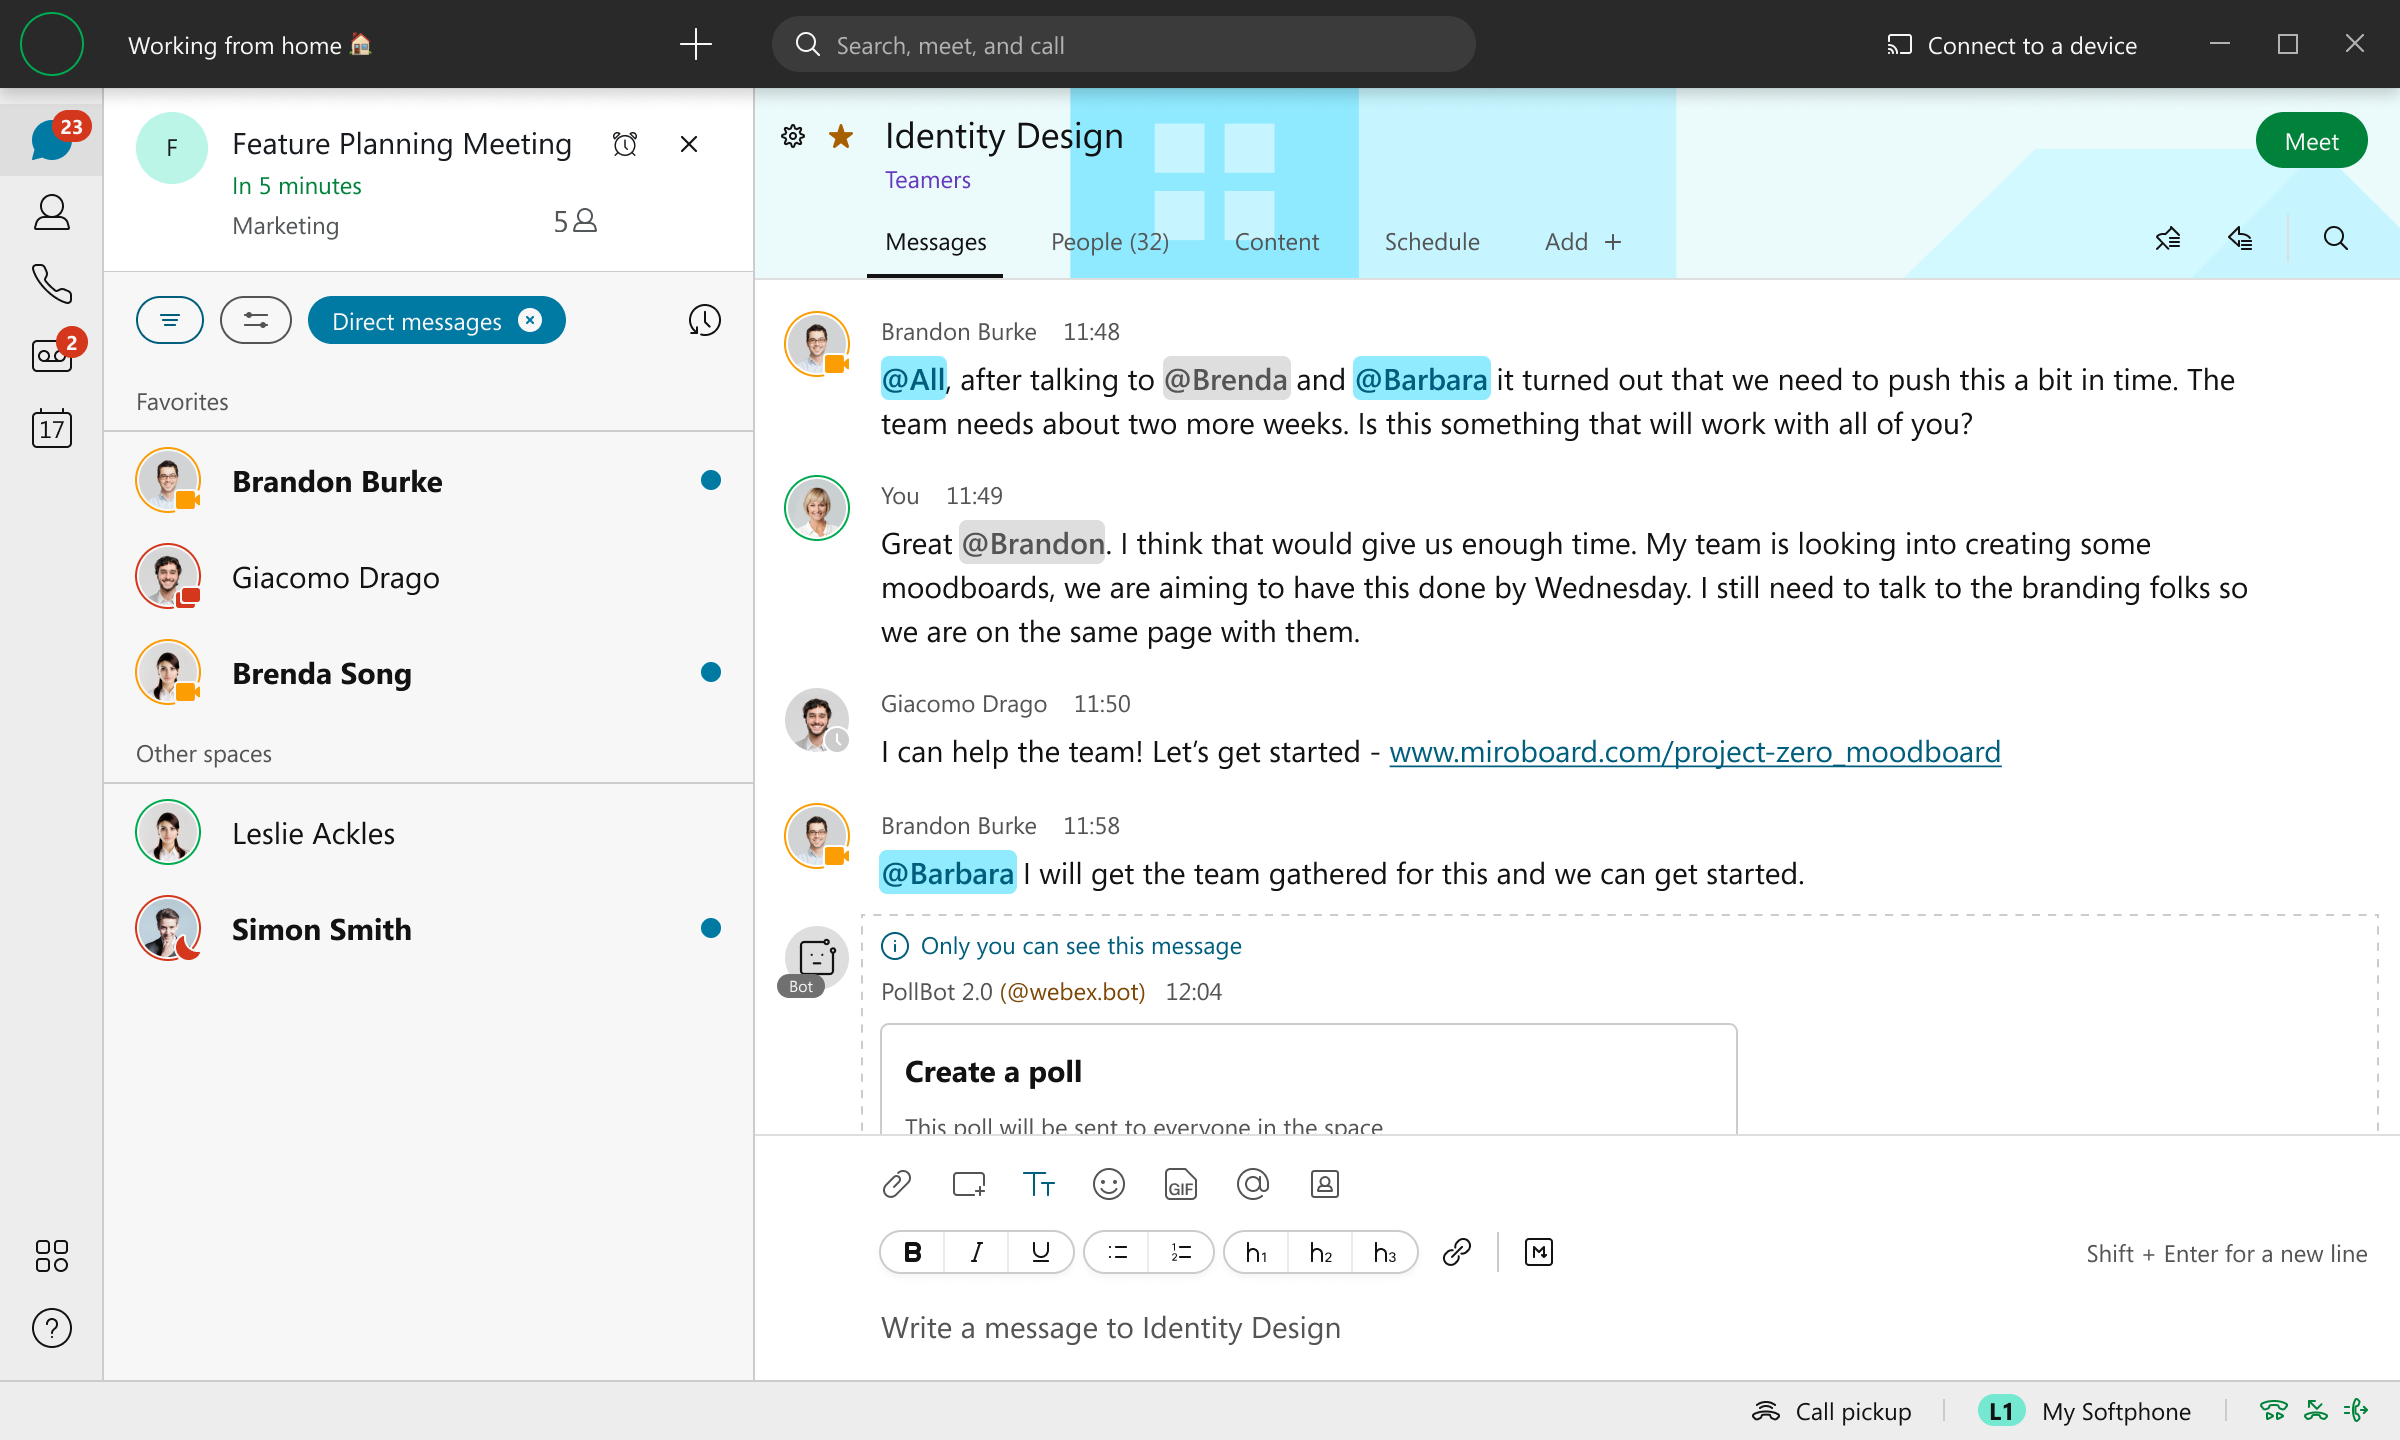 Working from home
Search, meet, and call
Connect to a device
23
2
17
F
Feature Planning Meeting
In 5 minutes
Marketing
5
Direct messages
Favorites
Brandon Burke
Giacomo Drago
Brenda Song
Other spaces
Leslie Ackles
Simon Smith
Identity Design
Teamers
Meet
Messages
People (32)
Content
Schedule
Add +
Brandon Burke 11:48
@All, after talking to @Brenda and @Barbara it turned out that we need to push this a bit in time. The
team needs about two more weeks. Is this something that will work with all of you?
You 11:49
Great @Brandon. I think that would give us enough time. My team is looking into creating some
moodboards, we are aiming to have this done by Wednesday. I still need to talk to the branding folks so
we are on the same page with them.
Giacomo Drago 11:50
I can help the team! Let’s get started - www.miroboard.com/project-zero_moodboard
Brandon Burke 11:58
@Barbara I will get the team gathered for this and we can get started.
Only you can see this message
Bot
PollBot 2.0 (@webex.bot) 12:04
Create a poll
This poll will be sent to everyone in the space
GIF
B I U
h1 h2 h3
M
Shift + Enter for a new line
Write a message to Identity Design
Call pickup
L1 My Softphone